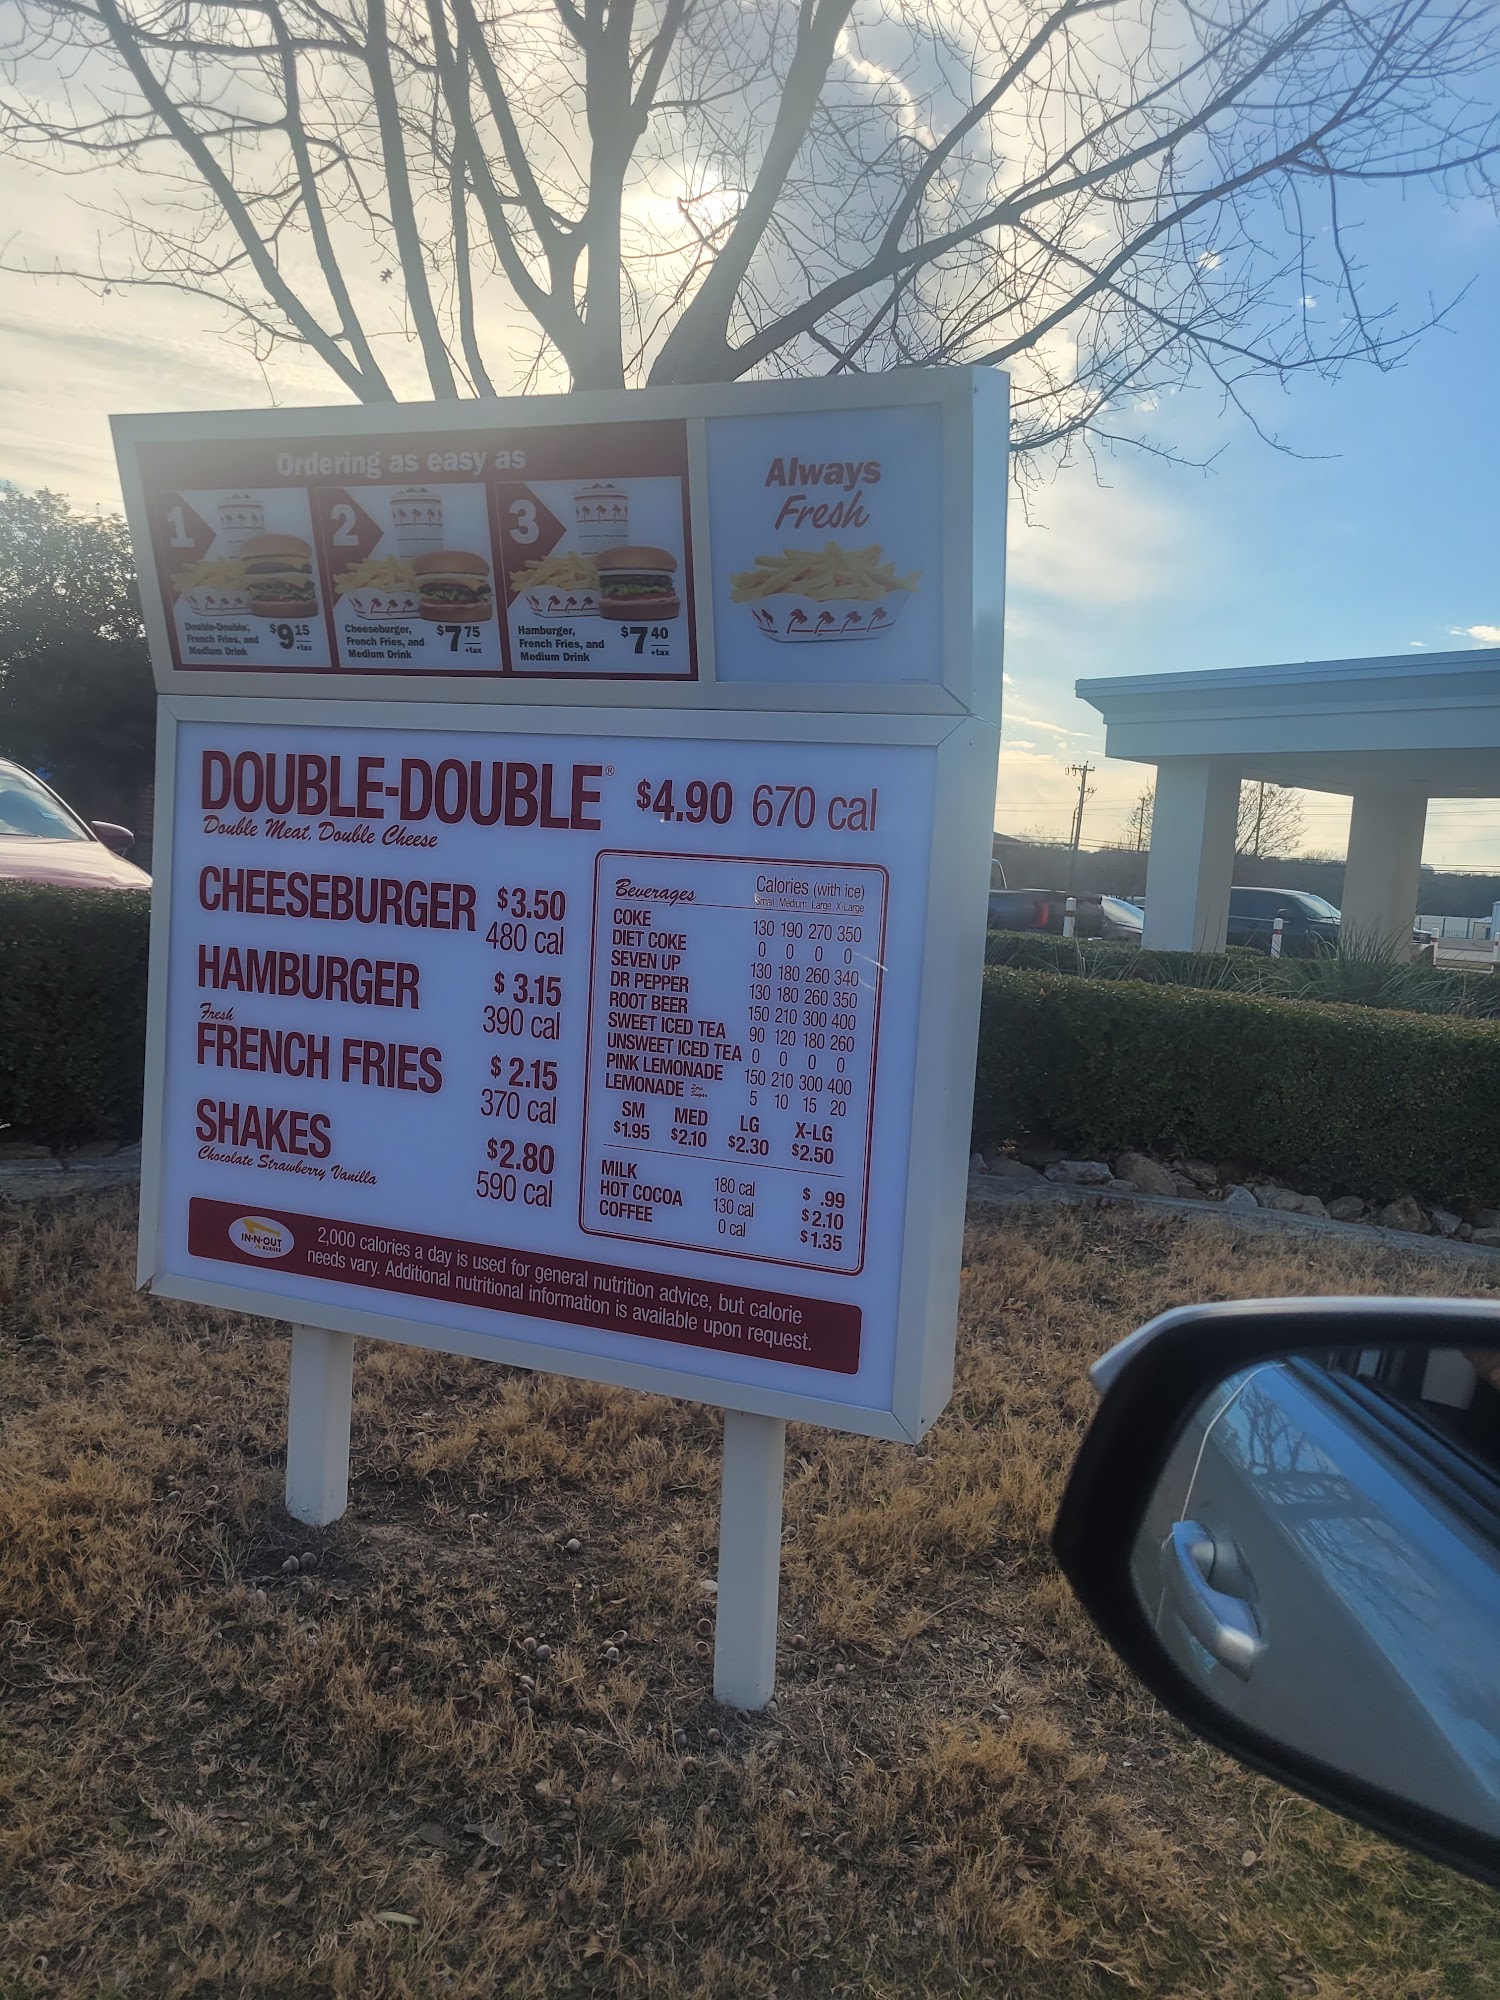 Ordering as easy as
1
Double-Double,
French Fries, and
Medium Drink
$9 15
+tax
2
Cheeseburger,
French Fries, and
Medium Drink
$7 75
+tax
3
Hamburger,
French Fries, and
Medium Drink
$7 40
+tax
Always
Fresh
DOUBLE-DOUBLE® $4.90 670 cal
Double Meat, Double Cheese
CHEESEBURGER $3.50
480 cal
HAMBURGER $3.15
390 cal
Fresh
FRENCH FRIES $2.15
370 cal
SHAKES $2.80
Chocolate Strawberry Vanilla 590 cal
Beverages Calories (with ice)
Small Medium Large X-Large
COKE 130 190 270 350
DIET COKE 0 0 0 0
SEVEN UP 130 180 260 340
DR PEPPER 130 180 260 350
ROOT BEER 150 210 300 400
SWEET ICED TEA 90 120 180 260
UNSWEET ICED TEA 0 0 0 0
PINK LEMONADE 150 210 300 400
LEMONADE Zero Sugar 5 10 15 20
SM MED LG X-LG
$1.95 $2.10 $2.30 $2.50
MILK 180 cal $ .99
HOT COCOA 130 cal $2.10
COFFEE 0 cal $1.35
IN-N-OUT
BURGER
2,000 calories a day is used for general nutrition advice, but calorie
needs vary. Additional nutritional information is available upon request.